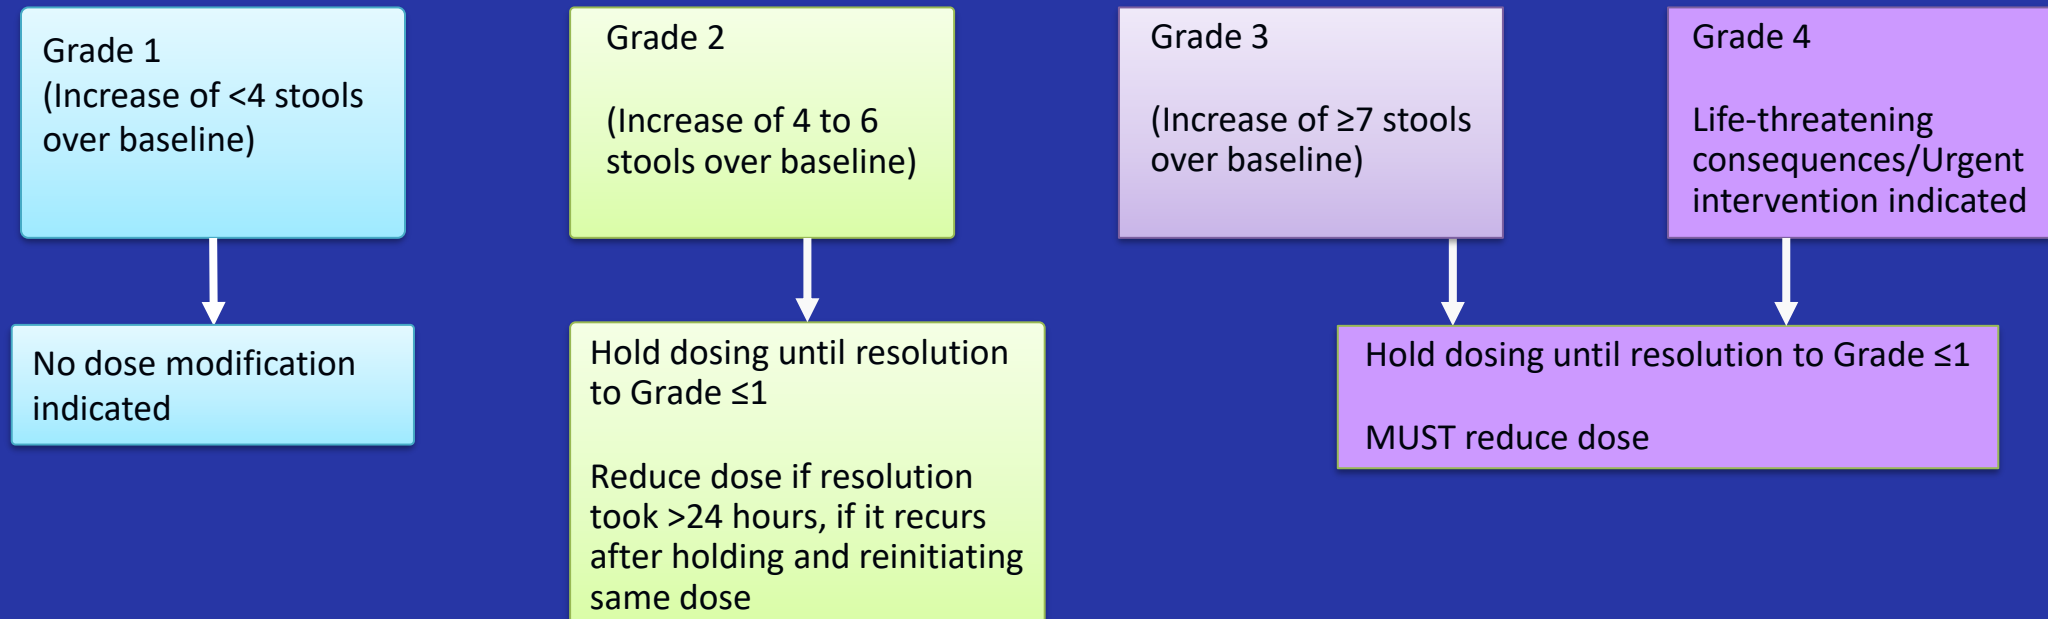 Grade 1
(Increase of <4 stools
over baseline)
No dose modification
indicated
Grade 2
(Increase of 4 to 6
stools over baseline)
Hold dosing until resolution
to Grade ≤1
Reduce dose if resolution
took >24 hours, if it recurs
after holding and reinitiating
same dose
Grade 3
(Increase of ≥7 stools
over baseline)
Grade 4
Life-threatening
consequences/Urgent
intervention indicated
Hold dosing until resolution to Grade ≤1
MUST reduce dose